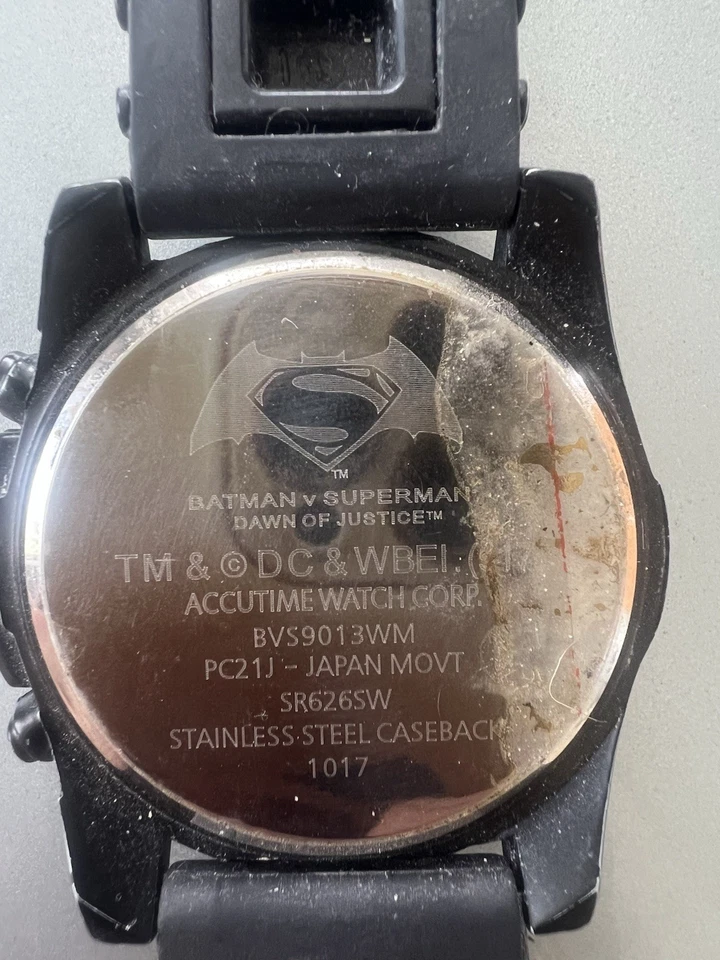 TM
BATMAN v SUPERMAN
DAWN OF JUSTICE™
TM & © DC & WBEI.
ACCUTIME WATCH CORP.
BVS9013WM
PC21J - JAPAN MOVT
SR626SW
STAINLESS STEEL CASEBACK
1017